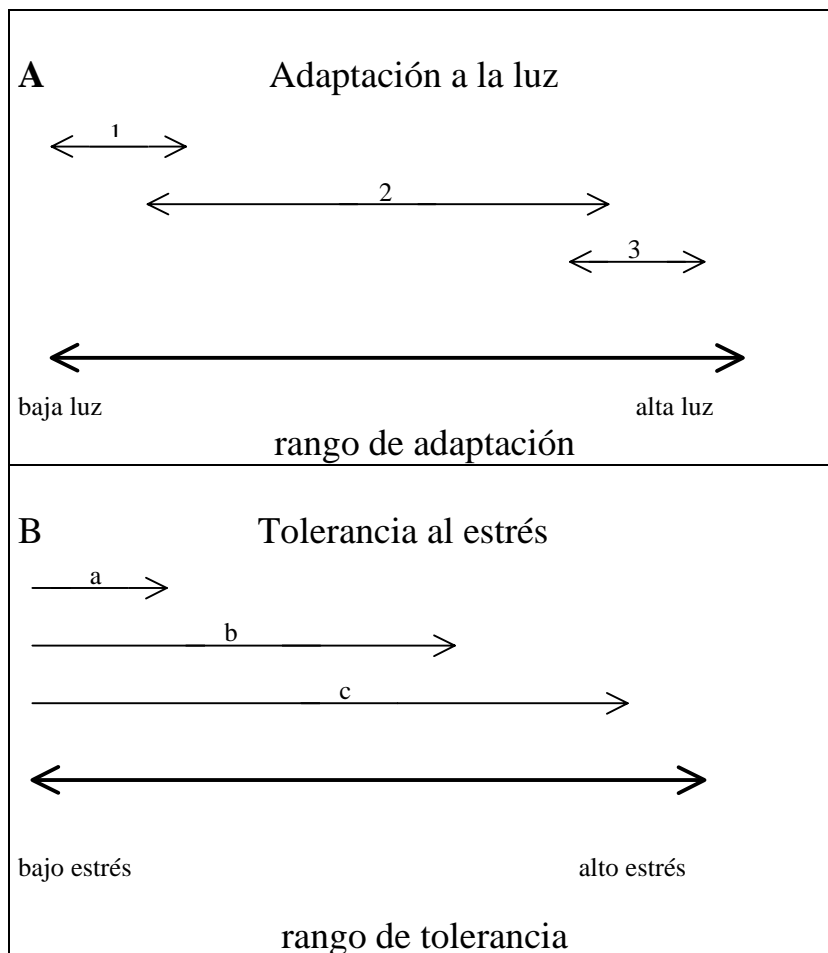 A Adaptación a la luz
1
2
3
baja luz alta luz
rango de adaptación
B Tolerancia al estrés
a
b
c
bajo estrés alto estrés
rango de tolerancia